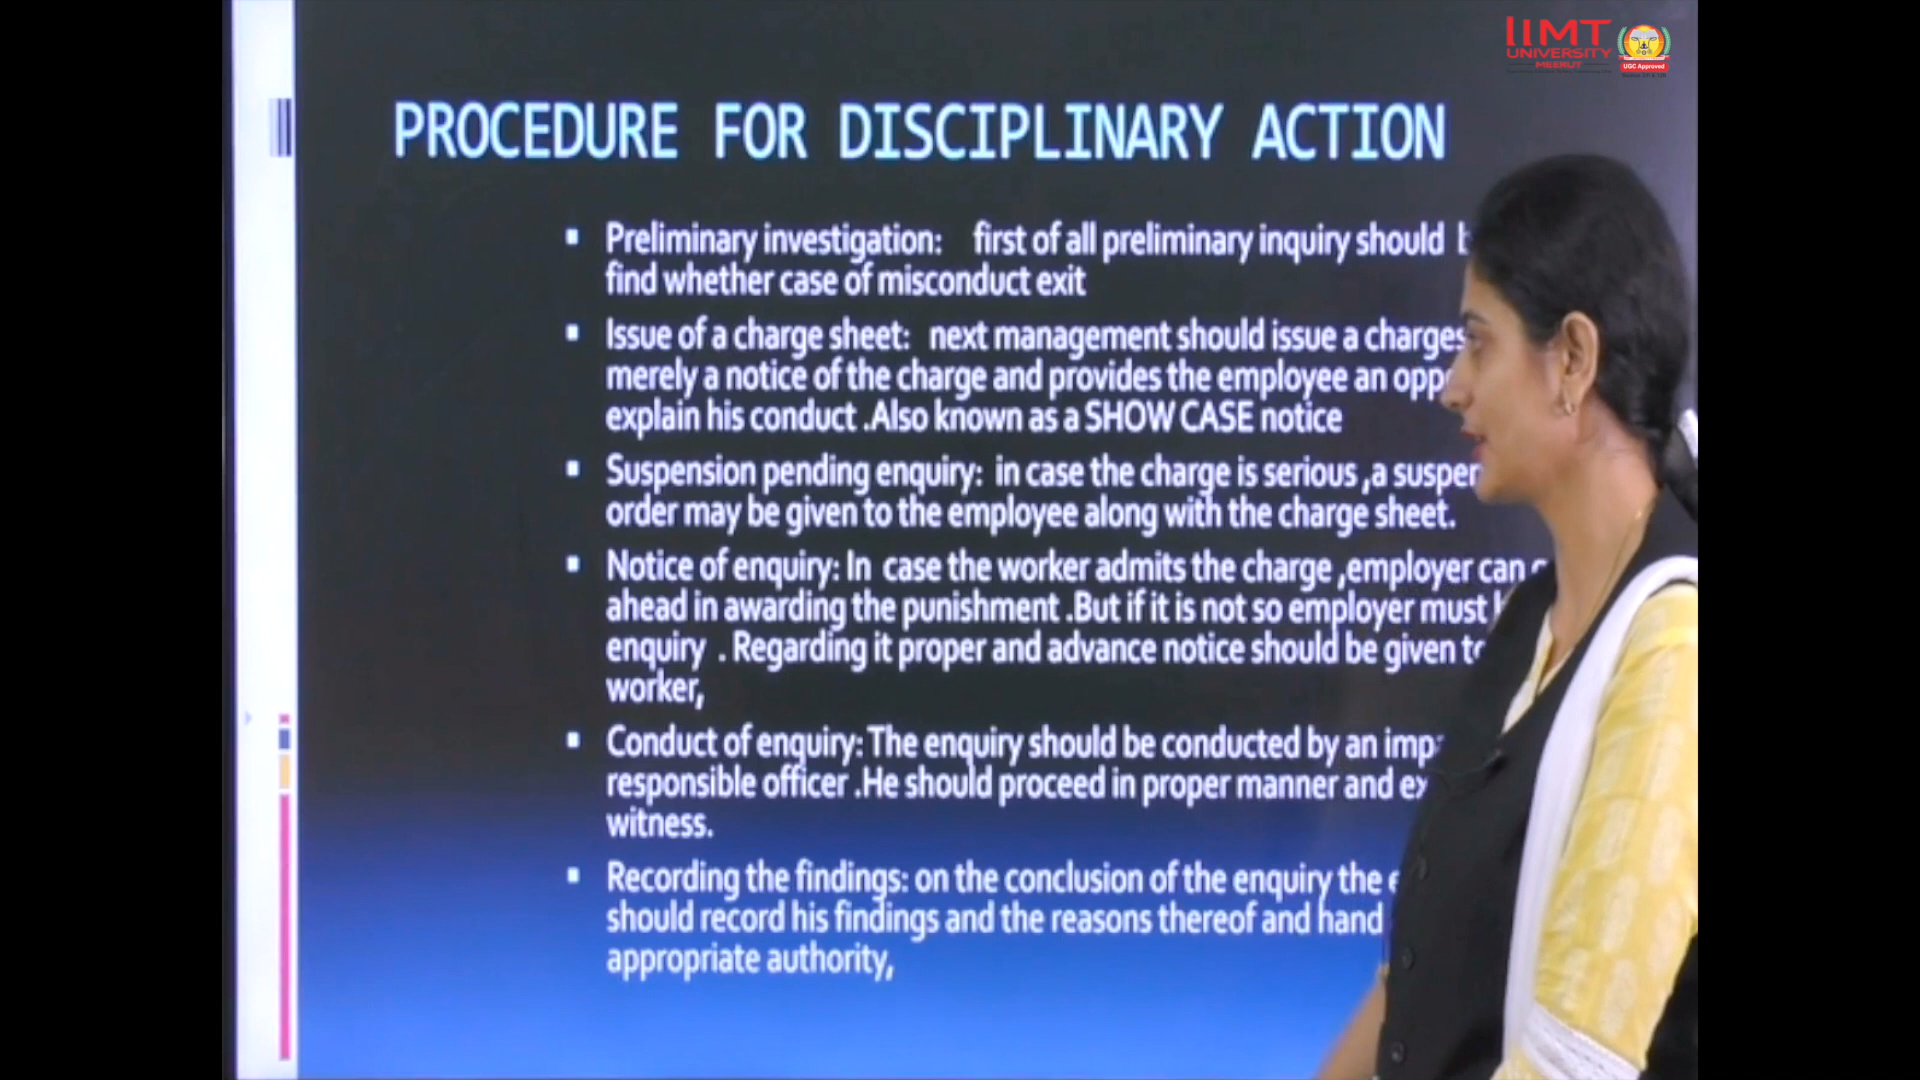 IIMT
UNIVERSITY
MEERUT
UGC Approved
PROCEDURE FOR DISCIPLINARY ACTION
Preliminary investigation: first of all preliminary inquiry should
find whether case of misconduct exit
Issue of a charge sheet: next management should issue a charges
merely a notice of the charge and provides the employee an
explain his conduct .Also known as a SHOW CASE notice
Suspension pending enquiry: in case the charge is serious ,a
order may be given to the employee along with the charge sheet.
Notice of enquiry: In case the worker admits the charge ,employer can
ahead in awarding the punishment .But if it is not so employer must
enquiry . Regarding it proper and advance notice should be given
worker,
Conduct of enquiry: The enquiry should be conducted by an
responsible officer .He should proceed in proper manner and
witness.
Recording the findings: on the conclusion of the enquiry the
should record his findings and the reasons thereof and hand
appropriate authority,